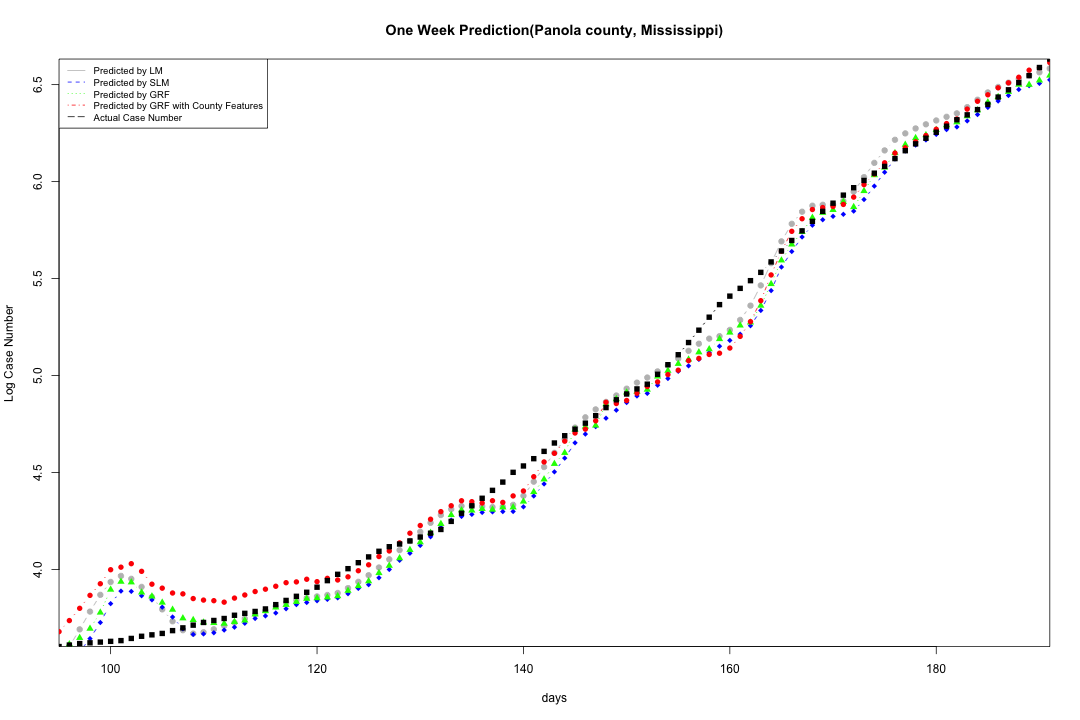 One Week Prediction(Panola county, Mississippi)
Predicted by LM
Predicted by SLM
Predicted by GRF
Predicted by GRF with County Features
Actual Case Number
6.5
6.0
5.5
5.0
4.5
4.0
Log Case Number
100 120 140 160 180
days